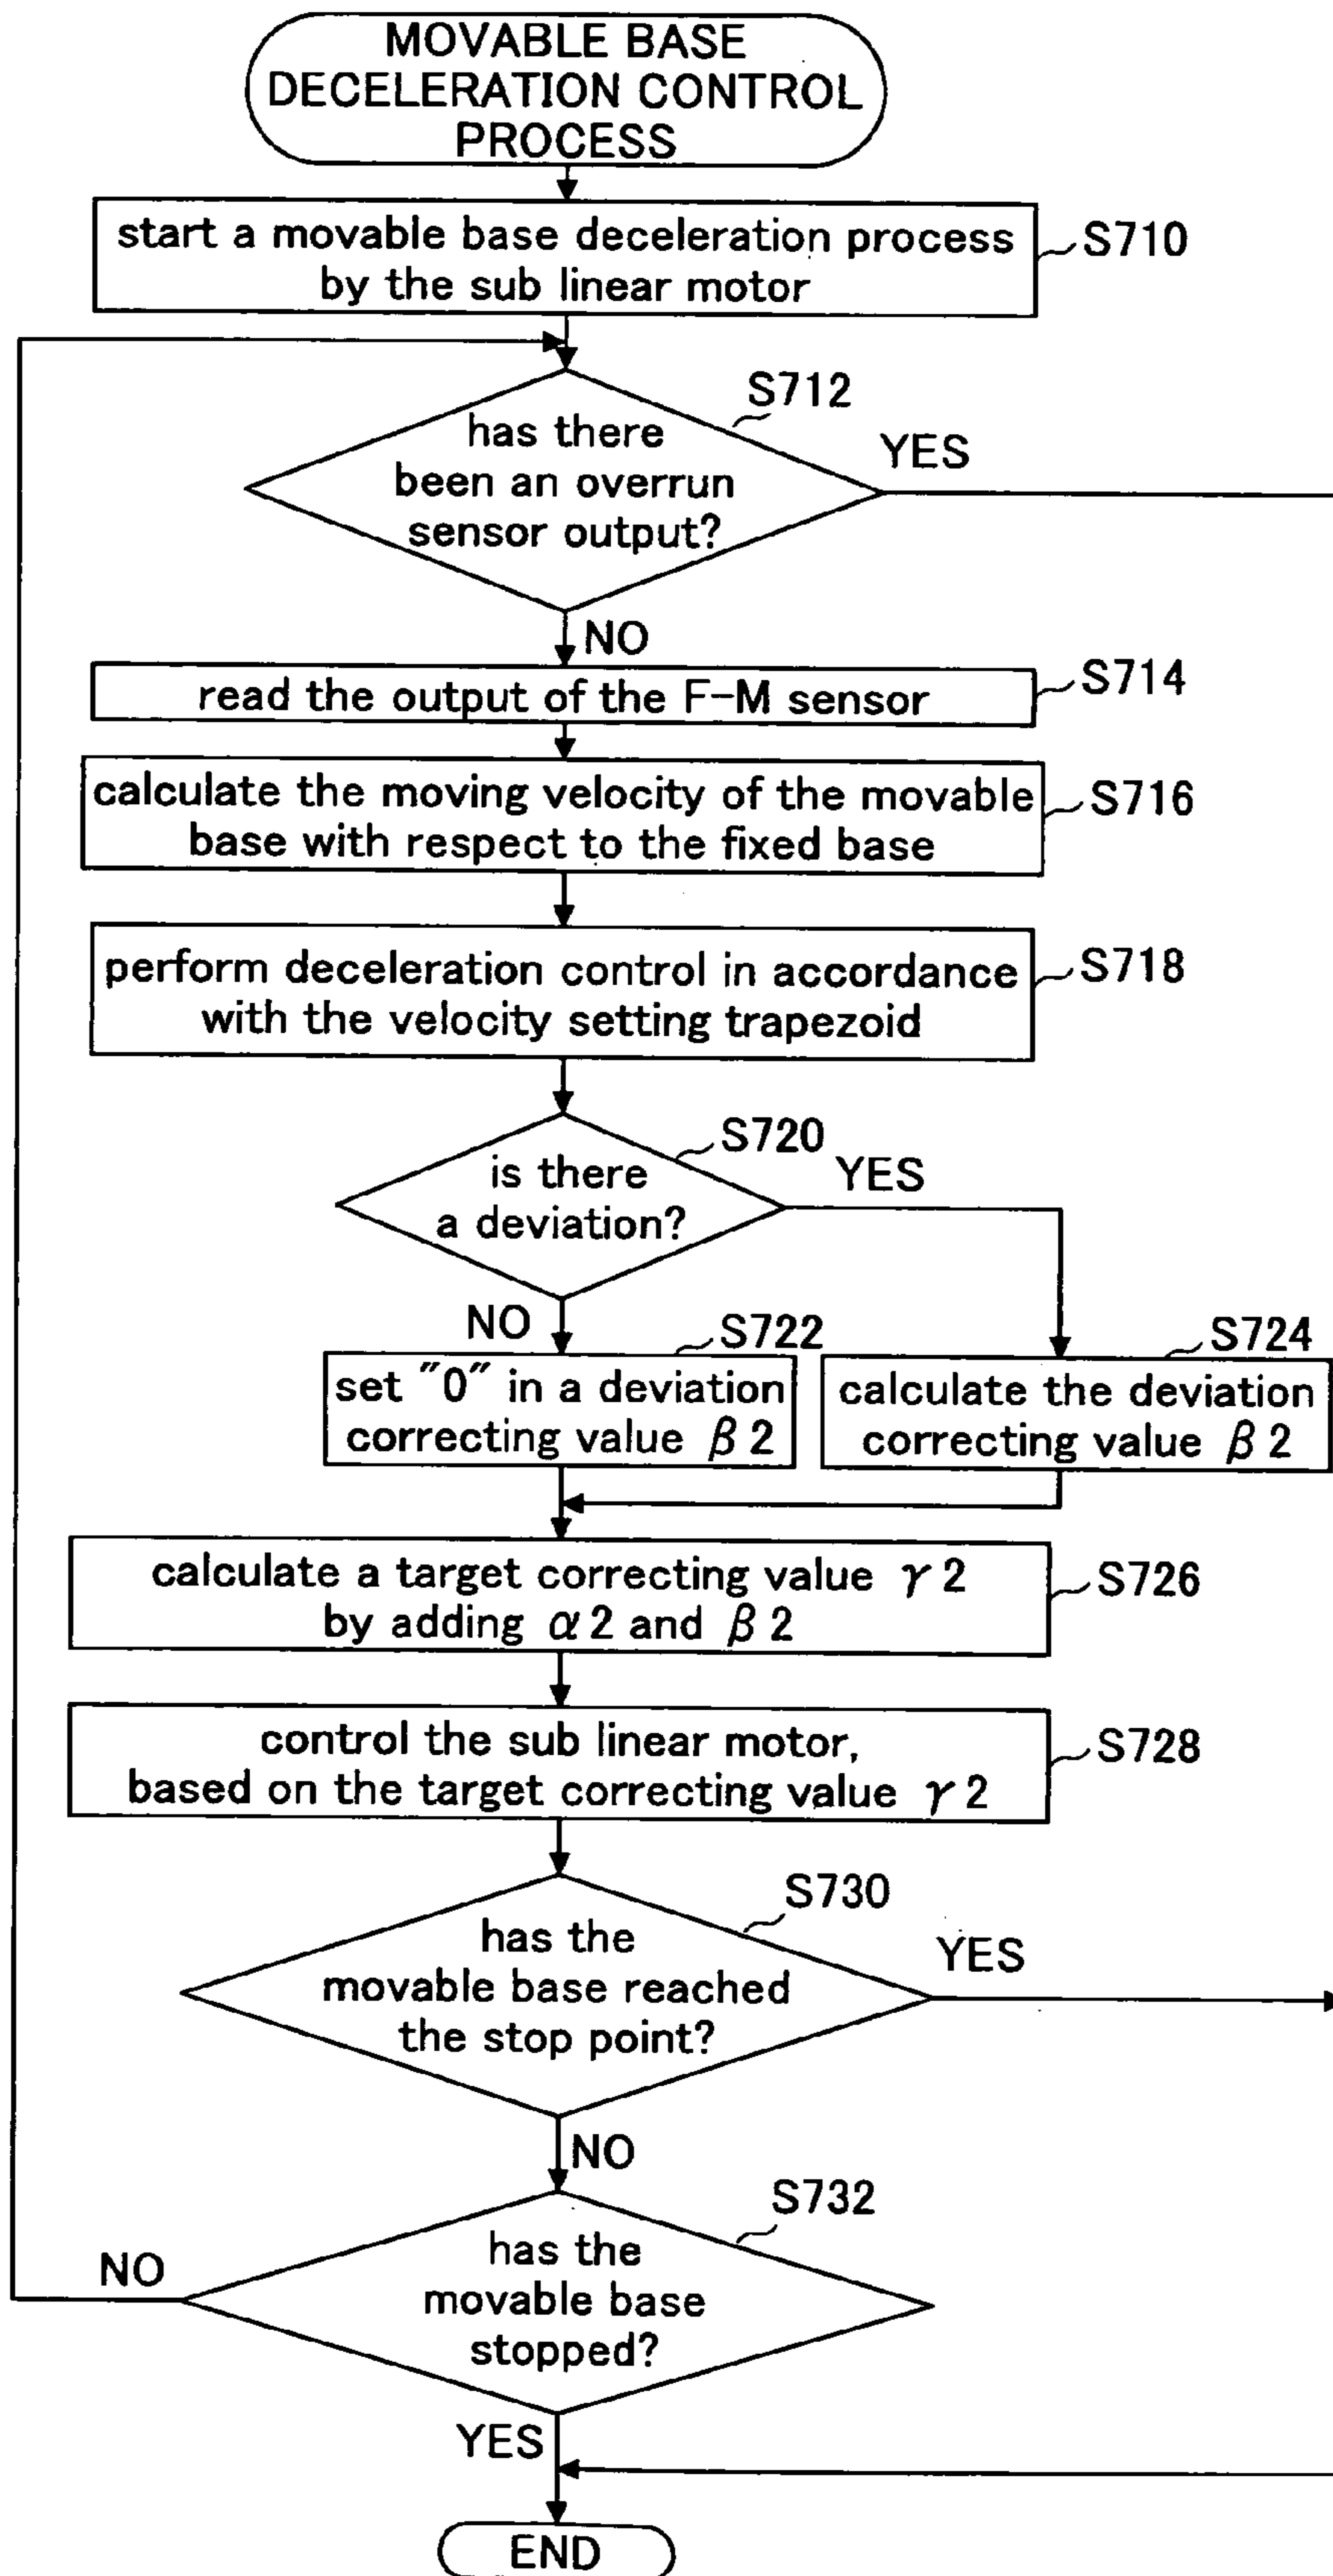 MOVABLE BASE
DECELERATION CONTROL
PROCESS
start a movable base deceleration process
by the sub linear motor
S710
S712
has there
been an overrun
sensor output?
YES
NO
read the output of the F-M sensor
S714
calculate the moving velocity of the movable
base with respect to the fixed base
S716
perform deceleration control in accordance
with the velocity setting trapezoid
S718
S720
is there
a deviation?
YES
NO
S722
set "0" in a deviation
correcting value β2
S724
calculate the deviation
correcting value β2
calculate a target correcting value γ2
by adding α2 and β2
S726
control the sub linear motor,
based on the target correcting value γ2
S728
S730
has the
movable base reached
the stop point?
YES
NO
S732
has the
movable base
stopped?
NO
YES
END